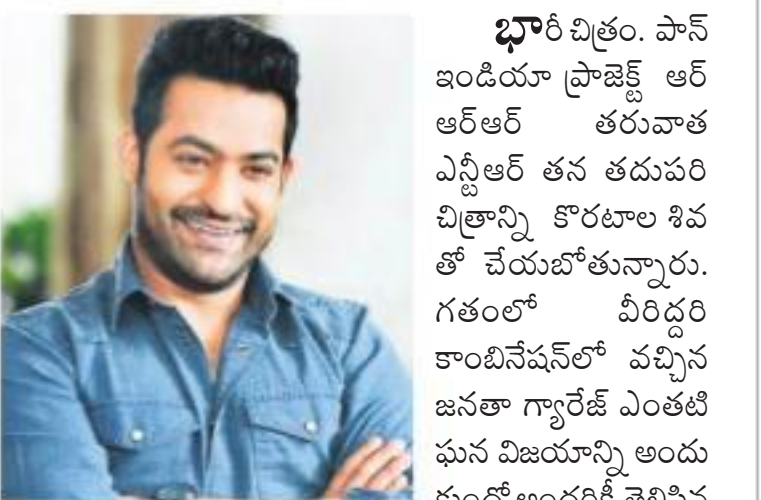 భారీ చిత్రం. పాన్
ఇండియా ప్రాజెక్ట్ ఆర్
ఆర్ఆర్ తరువాత
ఎన్టీఆర్ తన తదుపరి
చిత్రాన్ని కొరటాల శివ
తో చేయబోతున్నారు.
గతంలో వీరిద్దరి
కాంబినేషన్‌లో వచ్చిన
జనతా గ్యారేజ్ ఎంతటి
ఘన విజయాన్ని అందు